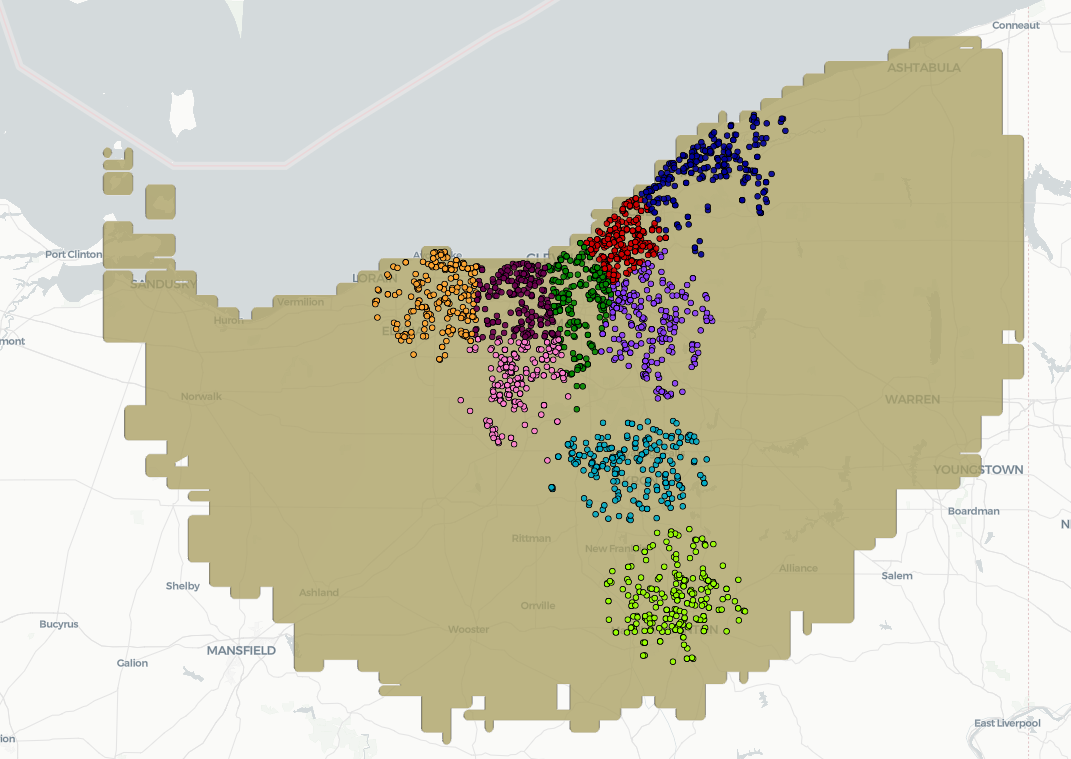 Conneaut
ASHTABULA
Port Clinton
SANDUSKY
LORAIN
Vermilion
Huron
Norwalk
WARREN
YOUNGSTOWN
Boardman
Rittman
New Fran
Alliance
Salem
Shelby
Ashland
Orrville
Bucyrus
Wooster
MANSFIELD
Galion
East Liverpool